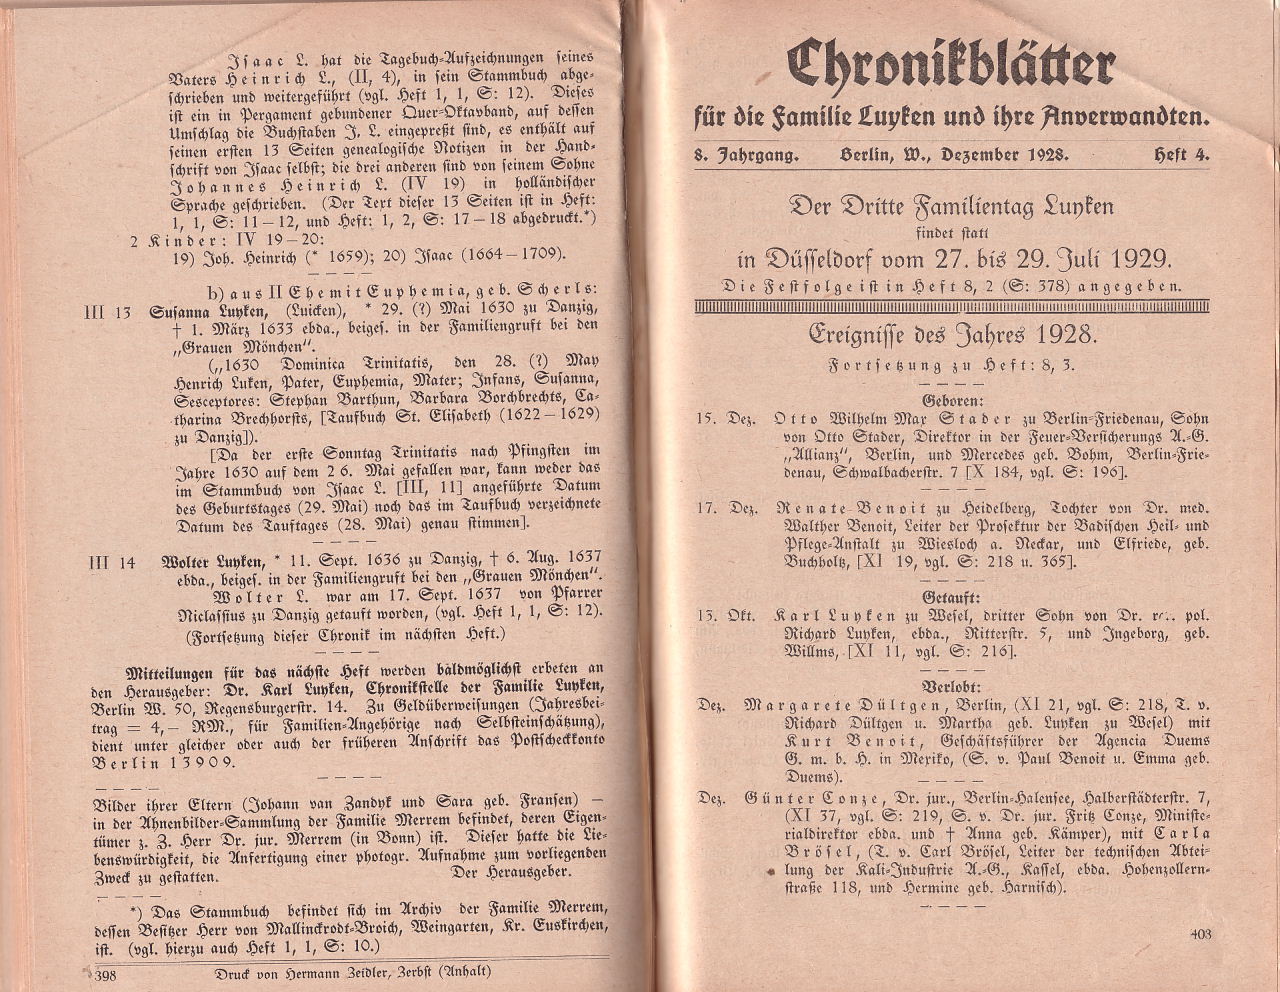 Isaac L. hat die Tagebuch-Aufzeichnungen seines
Vaters Heinrich L., (II, 4), in sein Stammbuch abge-
schrieben und weitergeführt (vgl. Heft 1, 1, S: 12). Dieses
ist ein in Pergament gebundener Quer-Oktavband, auf dessen
Umschlag die Buchstaben J. L. eingepreßt sind, es enthält auf
seinen ersten 13 Seiten genealogische Notizen in der Hand-
schrift von Isaac selbst; die drei anderen sind von seinem Sohne
Johannes Heinrich L. (IV 19) in holländischer
Sprache geschrieben. (Der Text dieser 13 Seiten ist in Heft:
1, 1, S: 11–12, und Heft: 1, 2, S: 17–18 abgedruckt.*)
2 Kinder: IV 19–20:
19) Joh. Heinrich (* 1659); 20) Isaac (1664–1709).
b) aus II Ehe mit Euphemia, geb. Scherls:
III 13 Susanna Luyken, (Luicken), * 29. (?) Mai 1630 zu Danzig,
† 1. März 1633 ebda., beiges. in der Familiengruft bei den
„Grauen Mönchen“.
(„1630 Dominica Trinitatis, den 28. (?) May
Henrich Luken, Pater, Euphemia, Mater; Infans, Susanna,
Sesceptores: Stephan Barthun, Barbara Borchbrechts, Ca-
tharina Brechhorsts, [Taufbuch St. Elisabeth (1622–1629)
zu Danzig]).
[Da der erste Sonntag Trinitatis nach Pfingsten im
Jahre 1630 auf dem 26. Mai gefallen war, kann weder das
im Stammbuch von Isaac L. [III, 11] angeführte Datum
des Geburtstages (29. Mai) noch das im Taufbuch verzeichnete
Datum des Tauftages (28. Mai) genau stimmen].
III 14 Wolter Luyken, * 11. Sept. 1636 zu Danzig, † 6. Aug. 1637
ebda., beiges. in der Familiengruft bei den „Grauen Mönchen“.
Wolter L. war am 17. Sept. 1637 von Pfarrer
Niclassius zu Danzig getauft worden, (vgl. Heft 1, 1, S: 12).
(Fortsetzung dieser Chronik im nächsten Heft.)
Mitteilungen für das nächste Heft werden baldmöglichst erbeten an
den Herausgeber: Dr. Karl Luyken, Chronikstelle der Familie Luyken,
Berlin W. 50, Regensburgerstr. 14. Zu Geldüberweisungen (Jahresbei-
trag = 4,– RM., für Familien-Angehörige nach Selbsteinschätzung),
dient unter gleicher oder auch der früheren Anschrift das Postscheckkonto
Berlin 13909.
Bilder ihrer Eltern (Johann van Zandyk und Sara geb. Fransen) —
in der Ahnenbilder-Sammlung der Familie Merrem befindet, deren Eigen-
tümer z. Z. Herr Dr. jur. Merrem (in Bonn) ist. Dieser hatte die Lie-
benswürdigkeit, die Anfertigung einer photogr. Aufnahme zum vorliegenden
Zweck zu gestatten. Der Herausgeber.
*) Das Stammbuch befindet sich im Archiv der Familie Merrem,
dessen Besitzer Herr von Mallinckrodt-Broich, Weingarten, Kr. Euskirchen,
ist. (vgl. hierzu auch Heft 1, 1, S: 10.)
398 Druck von Hermann Zeidler, Zerbst (Anhalt)
Chronikblätter
für die Familie Luyken und ihre Anverwandten.
8. Jahrgang. Berlin, W., Dezember 1928. Heft 4.
Der Dritte Familientag Luyken
findet statt
in Düsseldorf vom 27. bis 29. Juli 1929.
Die Festfolge ist in Heft 8, 2 (S: 378) angegeben.
Ereignisse des Jahres 1928.
Fortsetzung zu Heft: 8, 3.
Geboren:
15. Dez. Otto Wilhelm Max Stader zu Berlin-Friedenau, Sohn
von Otto Stader, Direktor in der Feuer-Versicherungs A.-G.
„Allianz“, Berlin, und Mercedes geb. Bohm, Berlin-Frie-
denau, Schwalbacherstr. 7 [X 184, vgl. S: 196].
17. Dez. Renate Benoit zu Heidelberg, Tochter von Dr. med.
Walther Benoit, Leiter der Prosektur der Badischen Heil- und
Pflege-Anstalt zu Wiesloch a. Neckar, und Elfriede, geb.
Buchholtz, [XI 19, vgl. S: 218 u. 365].
Getauft:
13. Okt. Karl Luyken zu Wesel, dritter Sohn von Dr. pol.
Richard Luyken, ebda., Ritterstr. 5, und Ingeborg, geb.
Willms, [XI 11, vgl. S: 216].
Verlobt:
Dez. Margarete Dültgen, Berlin, (XI 21, vgl. S: 218, T. v.
Richard Dültgen u. Martha geb. Luyken zu Wesel) mit
Kurt Benoit, Geschäftsführer der Agencia Duems
G. m. b. H. in Mexiko, (S. v. Paul Benoit u. Emma geb.
Duems).
Dez. Günter Conze, Dr. jur., Berlin-Halensee, Halberstädterstr. 7,
(XI 37, vgl. S: 219, S. v. Dr. jur. Fritz Conze, Ministe-
rialdirektor ebda. und † Anna geb. Kämper), mit Carla
Brösel, (T. v. Carl Brösel, Leiter der technischen Abtei-
lung der Kali-Industrie A.-G., Kassel, ebda. Hohenzollern-
straße 118, und Hermine geb. Harnisch).
403